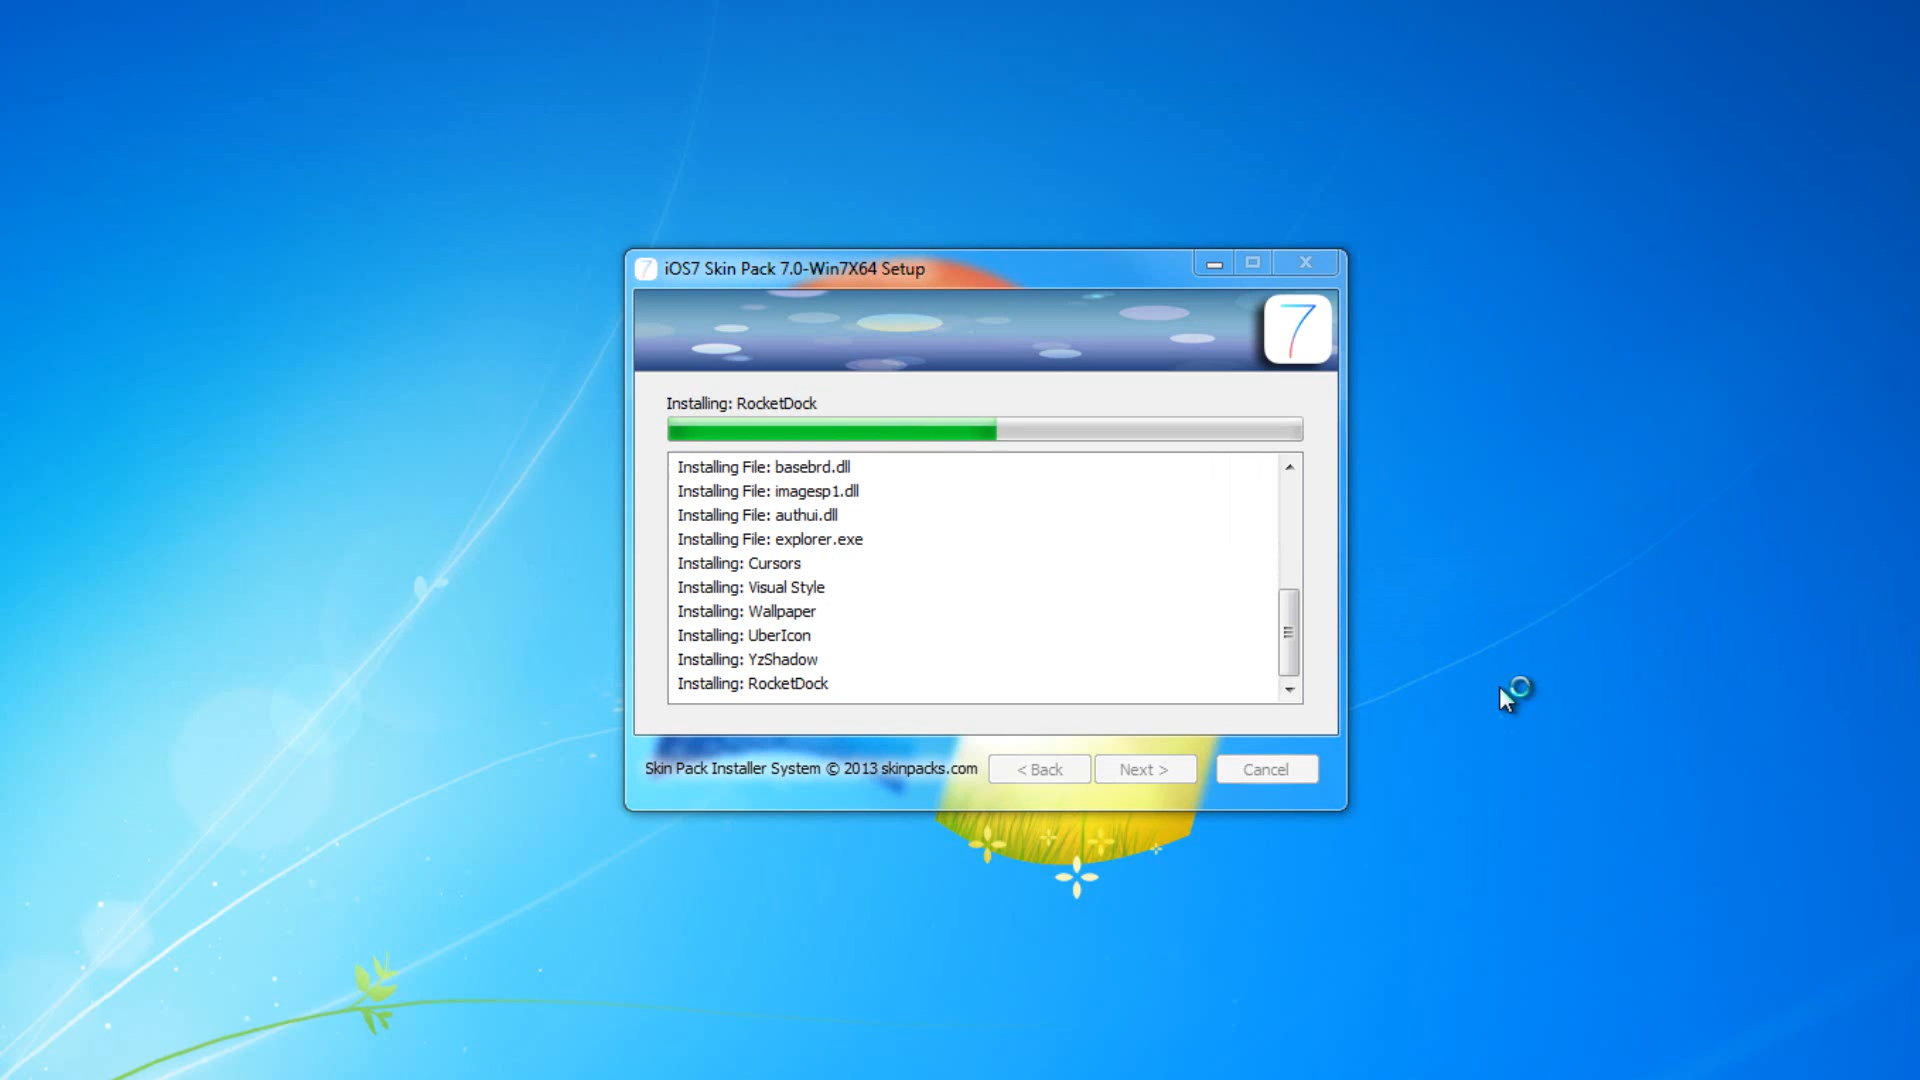 7 iOS7 Skin Pack 7.0-Win7X64 Setup
7
Installing: RocketDock
Installing File: basebrd.dll
Installing File: imagesp1.dll
Installing File: authui.dll
Installing File: explorer.exe
Installing: Cursors
Installing: Visual Style
Installing: Wallpaper
Installing: UberIcon
Installing: YzShadow
Installing: RocketDock
Skin Pack Installer System © 2013 skinpacks.com < Back Next > Cancel